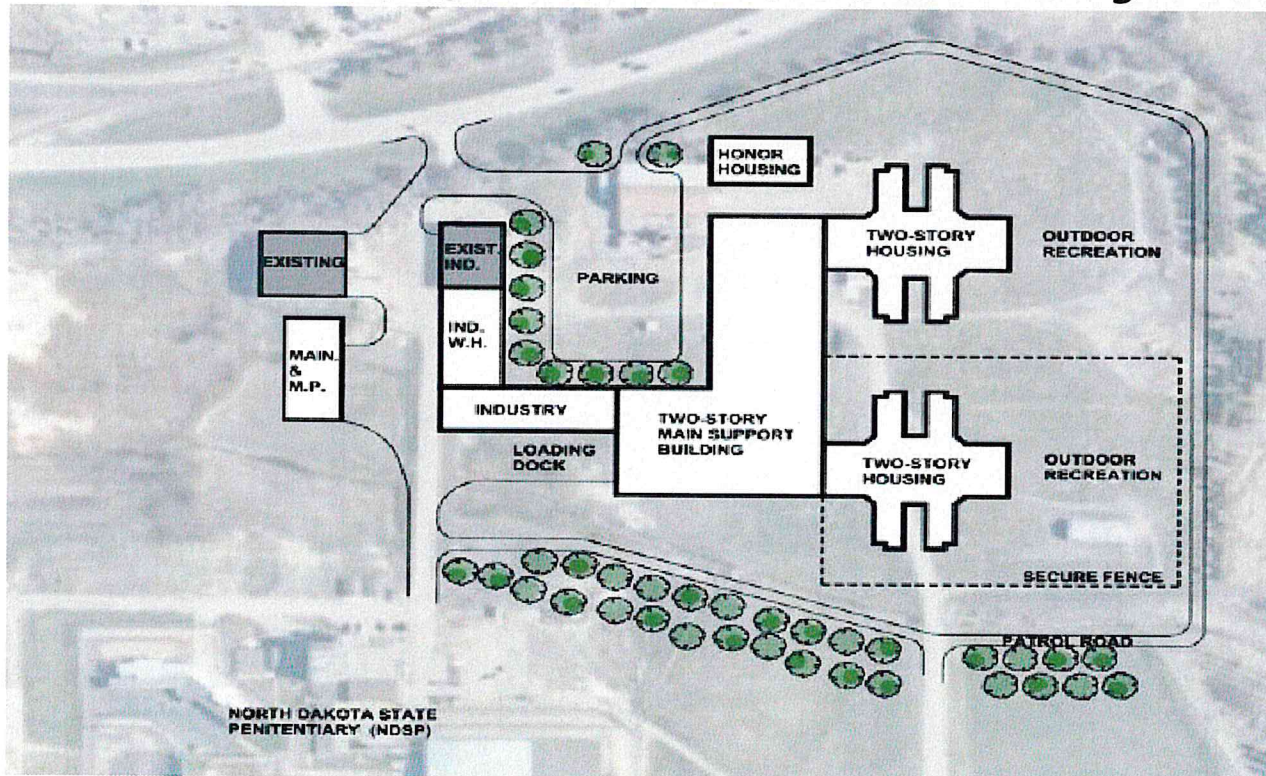 HONOR
HOUSING
TWO-STORY
HOUSING
OUTDOOR
RECREATION
EXISTING
EXIST.
IND.
PARKING
IND.
W.H.
MAIN.
&
M.P.
INDUSTRY
TWO-STORY
MAIN SUPPORT
BUILDING
LOADING
DOCK
TWO-STORY
HOUSING
OUTDOOR
RECREATION
SECURE FENCE
PATROL ROAD
NORTH DAKOTA STATE
PENITENTIARY (NDSP)